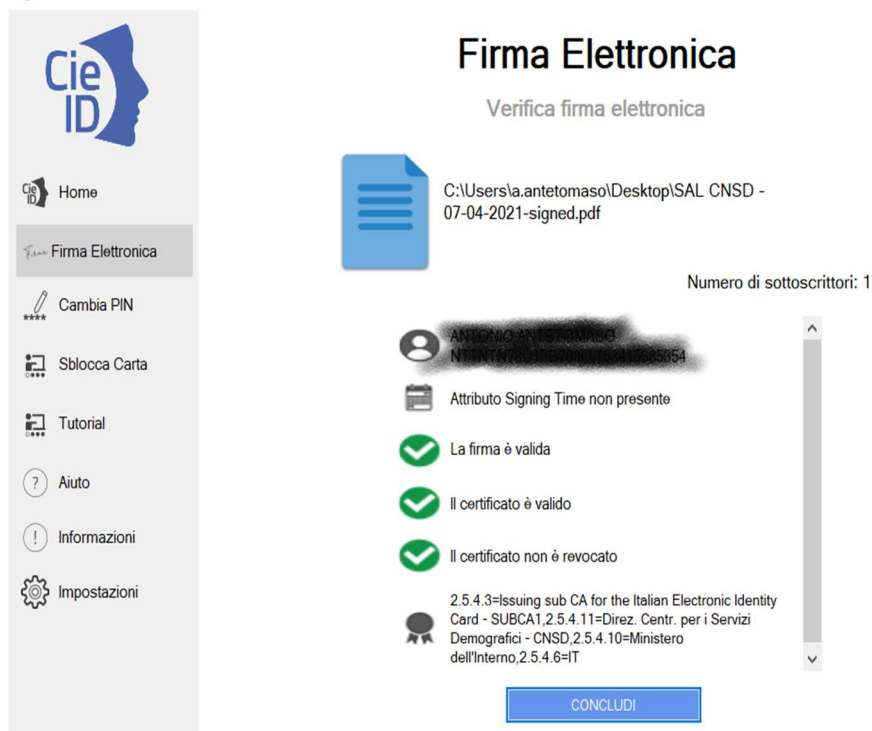 Cie
ID
Firma Elettronica
Verifica firma elettronica
C:\Users\a.antetomaso\Desktop\SAL CNSD -
07-04-2021-signed.pdf
Numero di sottoscrittori: 1
Home
Firma Elettronica
Cambia PIN
Sblocca Carta
Tutorial
Aiuto
Informazioni
Impostazioni
Attributo Signing Time non presente
La firma è valida
Il certificato è valido
Il certificato non è revocato
2.5.4.3=Issuing sub CA for the Italian Electronic Identity
Card - SUBCA1,2.5.4.11=Direz. Centr. per i Servizi
Demografici - CNSD,2.5.4.10=Ministero
dell'Interno,2.5.4.6=IT
CONCLUDI